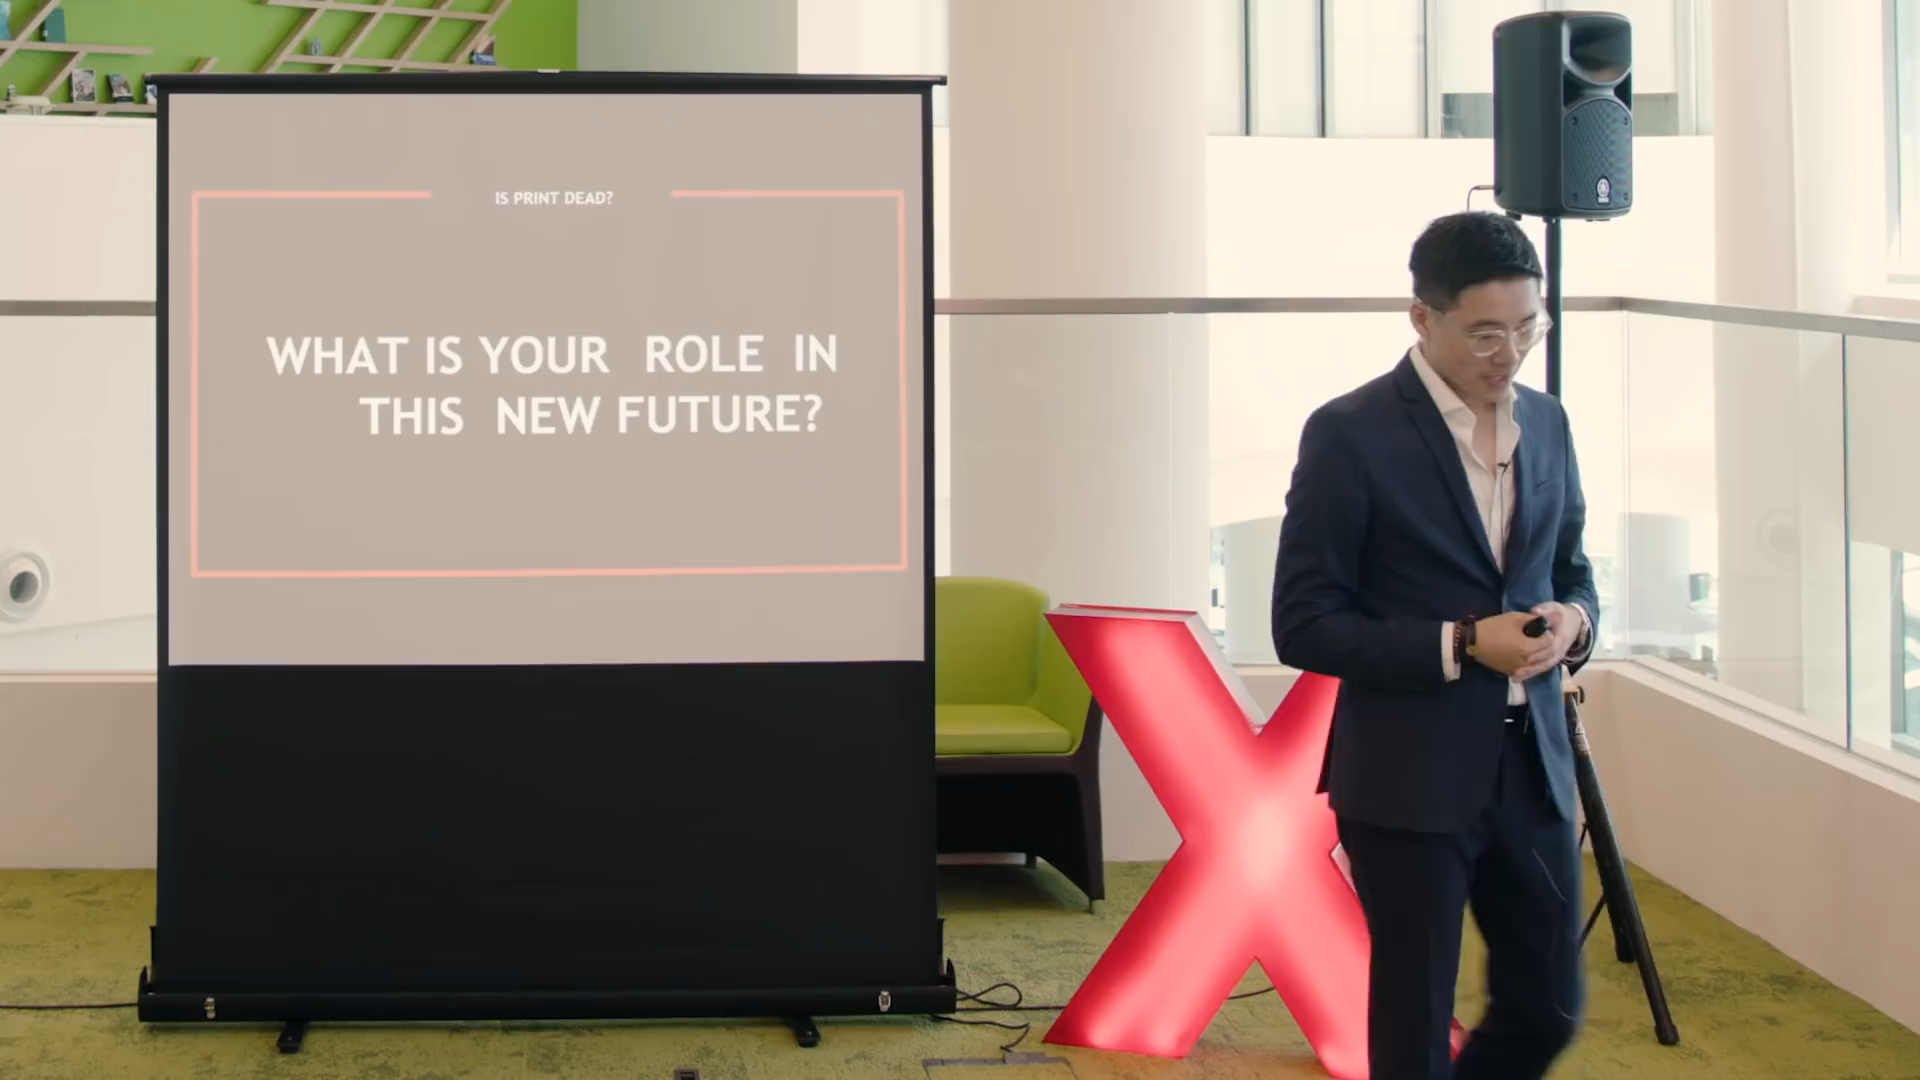 IS PRINT DEAD?
WHAT IS YOUR ROLE IN
THIS NEW FUTURE?
X